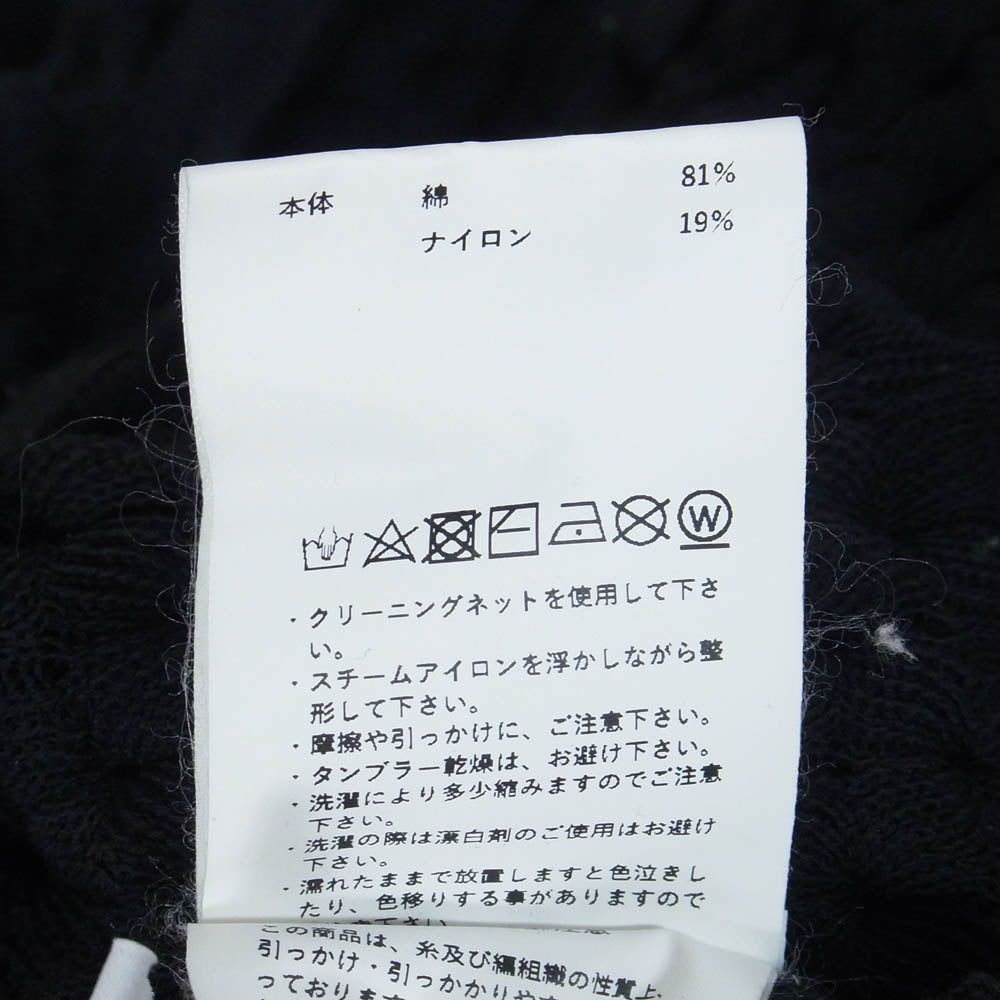 本体 綿 81%
ナイロン 19%
W
・クリーニングネットを使用して下さ
い。
・スチームアイロンを浮かしながら整
形して下さい。
・摩擦や引っかけに、ご注意下さい。
・タンブラー乾燥は、お避け下さい。
・洗濯により多少縮みますのでご注意
下さい。
・洗濯の際は漂白剤のご使用はお避け
下さい。
・濡れたままで放置しますと色泣きし
たり、色移りする事がありますので
この商品は、糸及び編組織の性質上、
引っかけ・引っかかりやす
っております